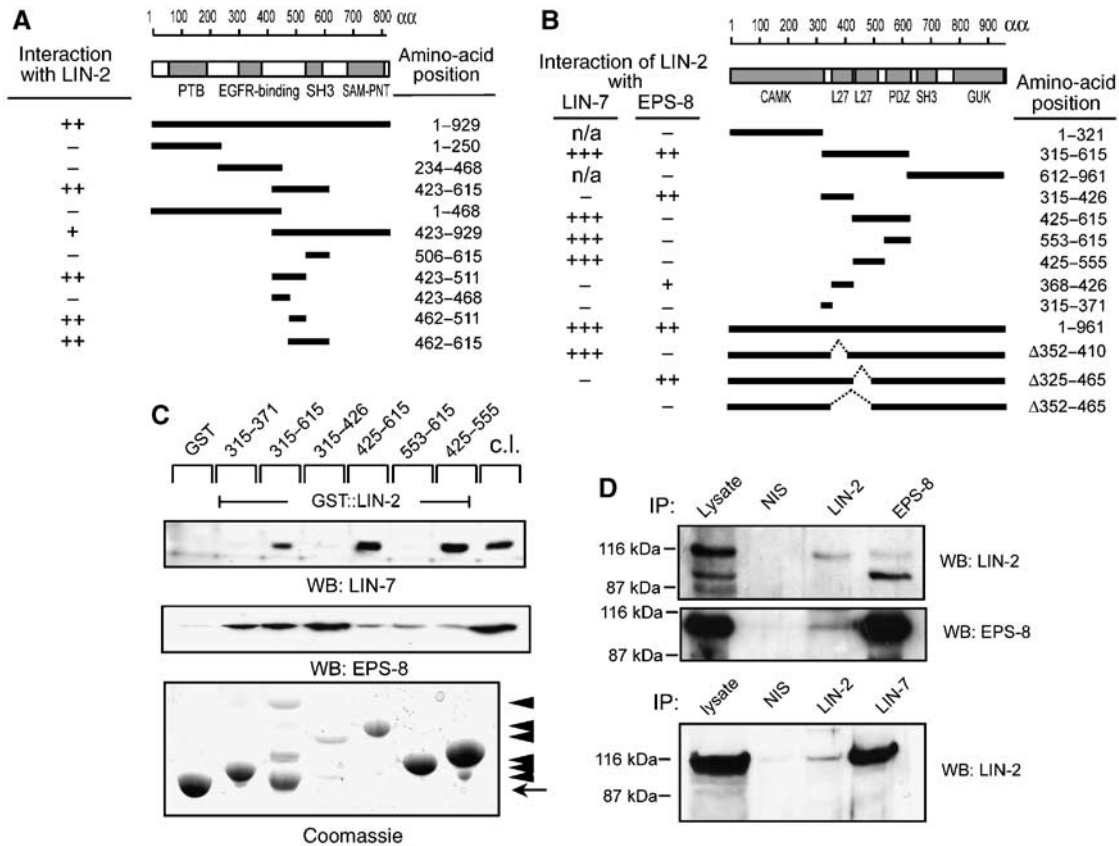 A
1 100 200 300 400 500 600 700 800 αα
Interaction with LIN-2
Amino-acid position
PTB EGFR-binding SH3 SAM-PNT
++ 1–929
– 1–250
– 234–468
++ 423–615
– 1–468
+ 423–929
– 506–615
++ 423–511
– 423–468
++ 462–511
++ 462–615
B
1 100 200 300 400 500 600 700 800 900 αα
Interaction of LIN-2 with
LIN-7 EPS-8
Amino-acid position
CAMK L27 L27 PDZ SH3 GUK
n/a – 1–321
+++ ++ 315–615
n/a – 612–961
– ++ 315–426
+++ – 425–615
+++ – 553–615
+++ – 425–555
– + 368–426
– – 315–371
+++ ++ 1–961
+++ – Δ352–410
– ++ Δ325–465
– Δ352–465
C
GST 315–371 315–615 315–426 425–615 553–615 425–555 c.l.
GST::LIN-2
WB: LIN-7
WB: EPS-8
Coomassie
D
IP: Lysate NIS LIN-2 EPS-8
116 kDa
87 kDa
WB: LIN-2
116 kDa
87 kDa
WB: EPS-8
IP: lysate NIS LIN-2 LIN-7
116 kDa
87 kDa
WB: LIN-2